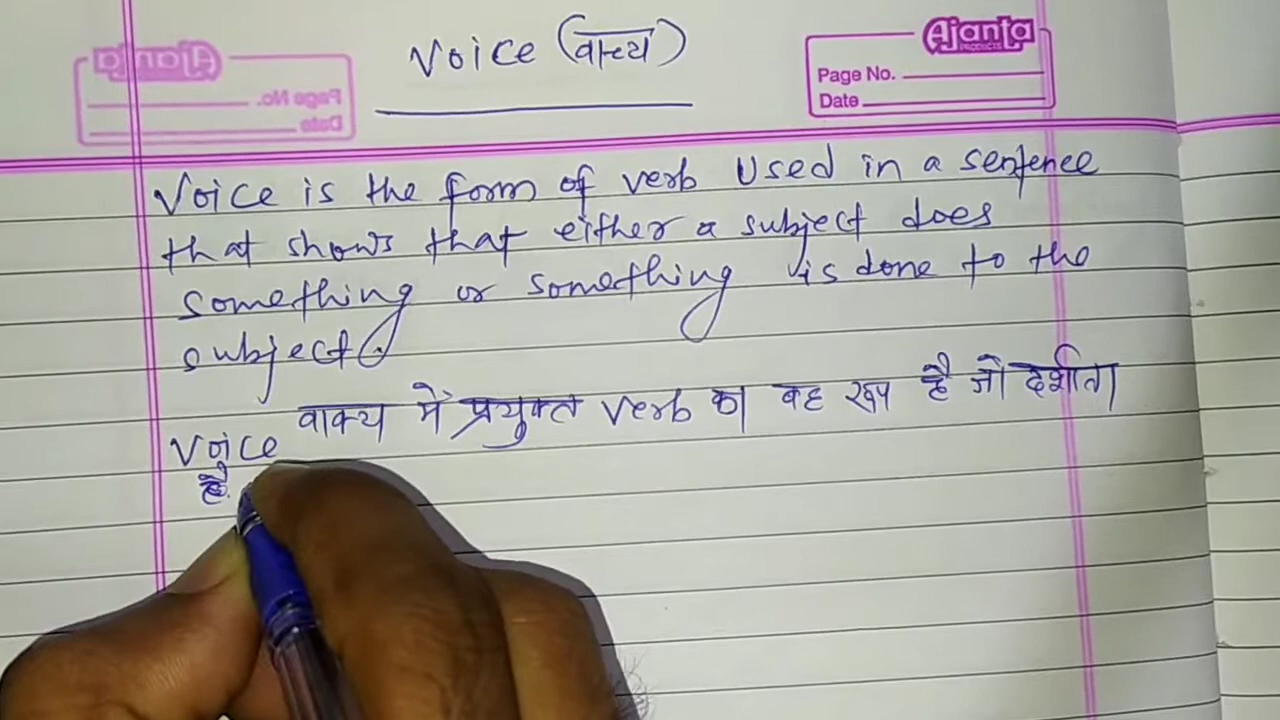 Voice (वाच्य)
Ajanta
PRODUCTS
Page No.
Date
Voice is the form of verb Used in a sentence
that shows that either a subject does
something or something is done to the
subject.
Voice वाक्य में प्रयुक्त verb का वह रूप है जो दर्शाता
है